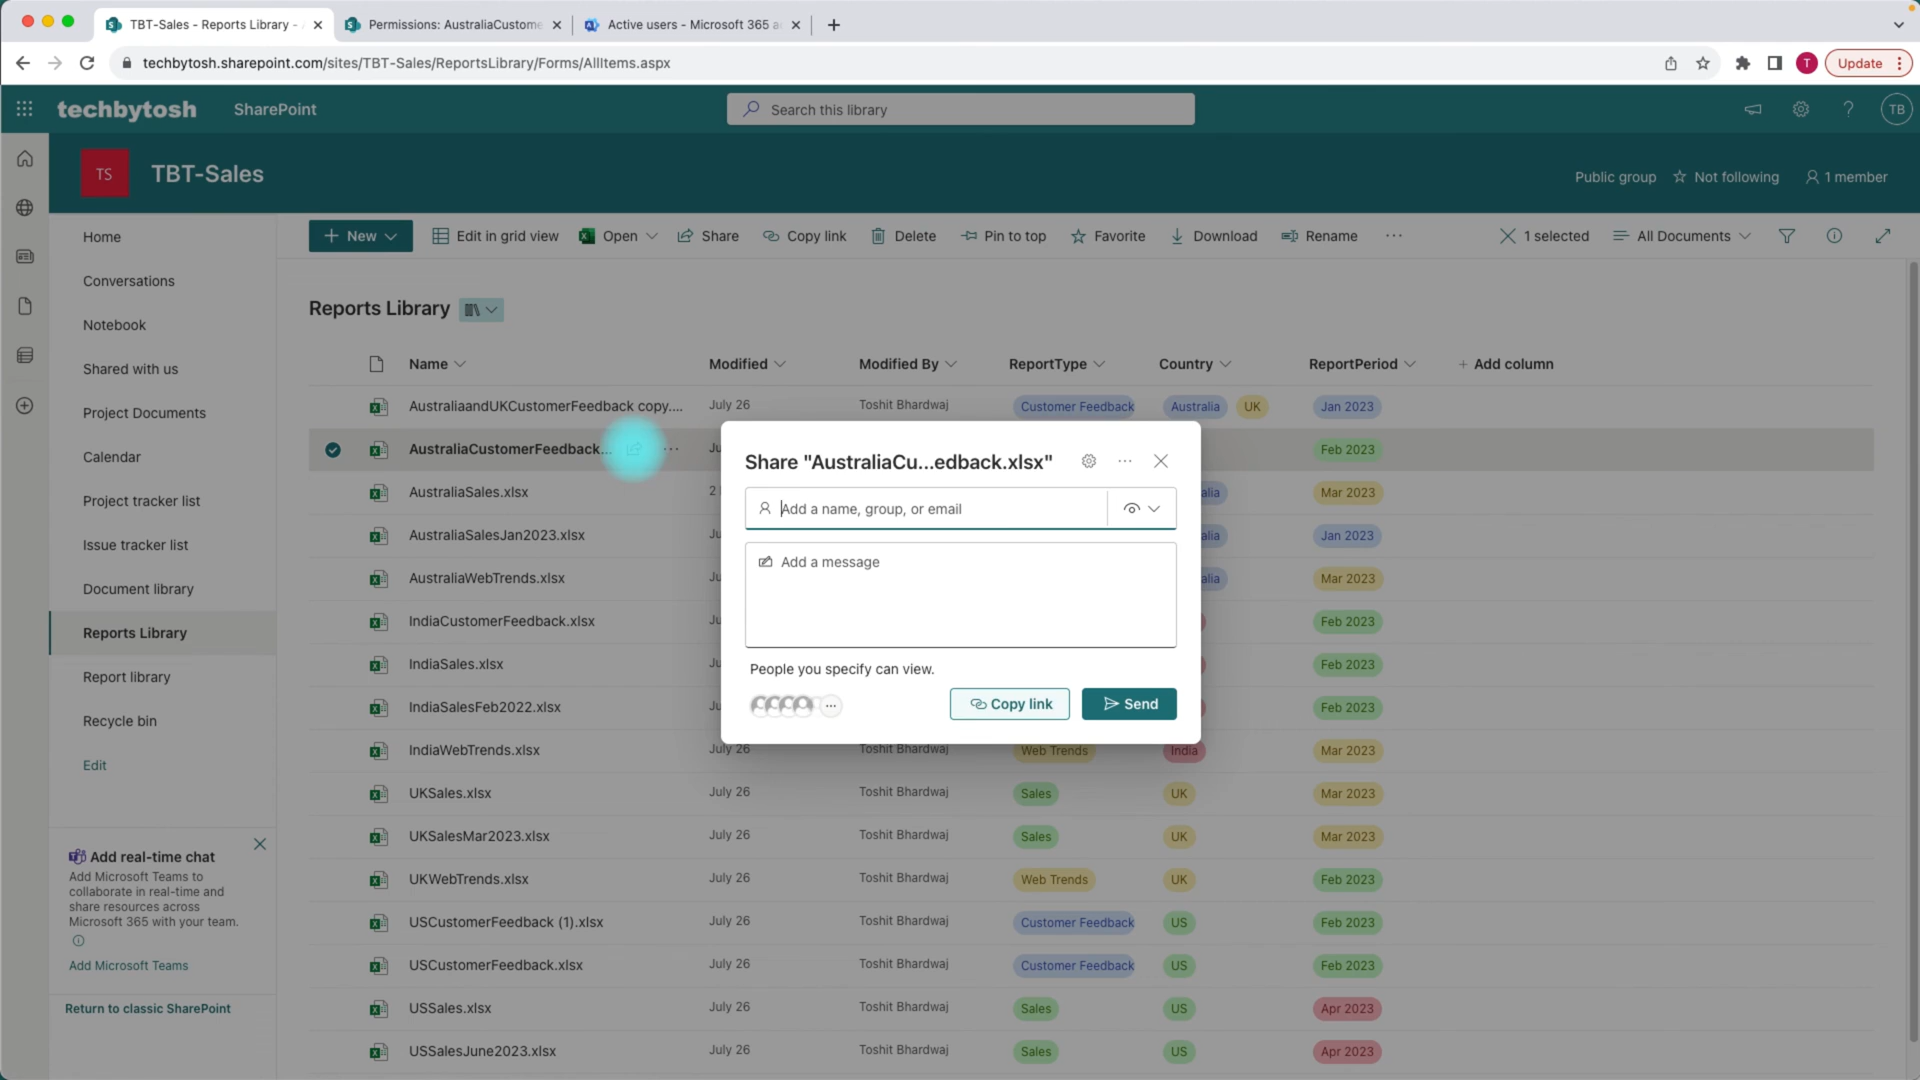 TBT-Sales - Reports Library -
Permissions: AustraliaCustome
Active users - Microsoft 365 a
techbytosh.sharepoint.com/sites/TBT-Sales/ReportsLibrary/Forms/AllItems.aspx
T
Update
techbytosh
SharePoint
Search this library
TB
TS
TBT-Sales
Public group
Not following
1 member
Home
Conversations
Notebook
Shared with us
Project Documents
Calendar
Project tracker list
Issue tracker list
Document library
Reports Library
Report library
Recycle bin
Edit
Add real-time chat
Add Microsoft Teams to
collaborate in real-time and
share resources across
Microsoft 365 with your team.
Add Microsoft Teams
Return to classic SharePoint
New
Edit in grid view
Open
Share
Copy link
Delete
Pin to top
Favorite
Download
Rename
1 selected
All Documents
Reports Library
Name Modified Modified By ReportType Country ReportPeriod + Add column
AustraliaandUKCustomerFeedback copy.... July 26 Toshit Bhardwaj Customer Feedback Australia UK Jan 2023
AustraliaCustomerFeedback... Ju Feb 2023
AustraliaSales.xlsx 2 alia Mar 2023
AustraliaSalesJan2023.xlsx Ju alia Jan 2023
AustraliaWebTrends.xlsx Ju alia Mar 2023
IndiaCustomerFeedback.xlsx Ju Feb 2023
IndiaSales.xlsx Ju Feb 2023
IndiaSalesFeb2022.xlsx Ju Feb 2023
IndiaWebTrends.xlsx July 26 Toshit Bhardwaj Web Trends India Mar 2023
UKSales.xlsx July 26 Toshit Bhardwaj Sales UK Mar 2023
UKSalesMar2023.xlsx July 26 Toshit Bhardwaj Sales UK Mar 2023
UKWebTrends.xlsx July 26 Toshit Bhardwaj Web Trends UK Feb 2023
USCustomerFeedback (1).xlsx July 26 Toshit Bhardwaj Customer Feedback US Feb 2023
USCustomerFeedback.xlsx July 26 Toshit Bhardwaj Customer Feedback US Feb 2023
USSales.xlsx July 26 Toshit Bhardwaj Sales US Apr 2023
USSalesJune2023.xlsx July 26 Toshit Bhardwaj Sales US Apr 2023
Share "AustraliaCu...edback.xlsx"
Add a name, group, or email
Add a message
People you specify can view.
Copy link
Send